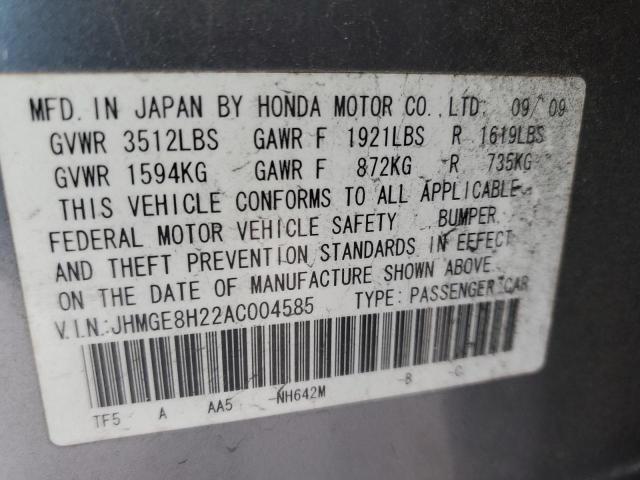 MFD. IN JAPAN BY HONDA MOTOR CO., LTD. 09/09
GVWR 3512LBS GAWR F 1921LBS R 1619LBS
GVWR 1594KG GAWR F 872KG R 735KG
THIS VEHICLE CONFORMS TO ALL APPLICABLE
FEDERAL MOTOR VEHICLE SAFETY BUMPER
AND THEFT PREVENTION STANDARDS IN EFFECT
ON THE DATE OF MANUFACTURE SHOWN ABOVE.
V.I.N.:JHMGE8H22AC004585 TYPE: PASSENGER CAR
TF5 A AA5 -NH642M -B -C